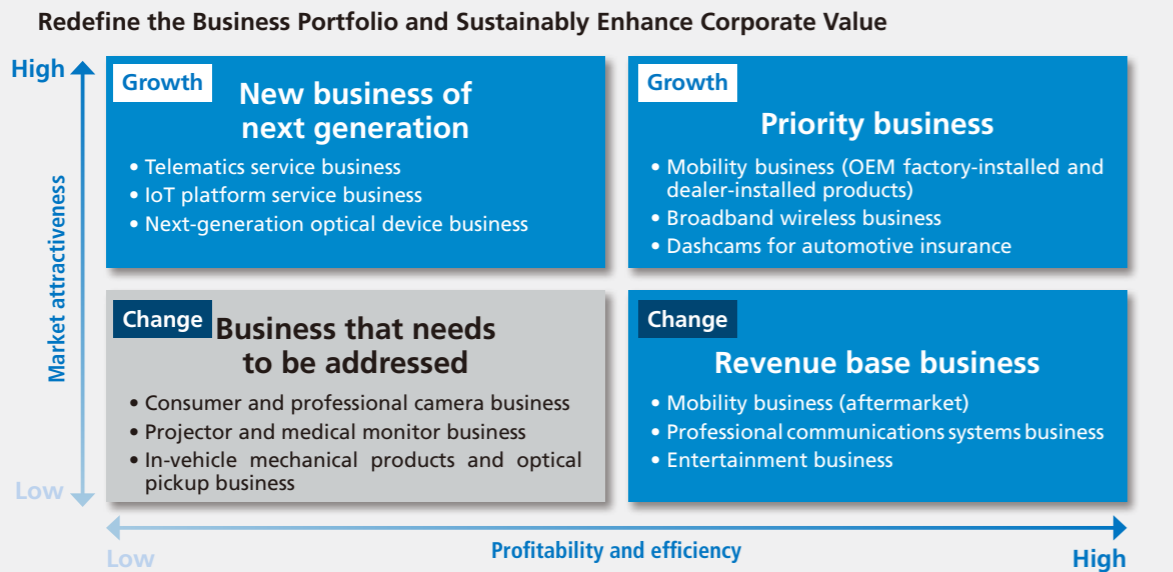 Redefine the Business Portfolio and Sustainably Enhance Corporate Value
High
Market attractiveness
Low
Growth
New business of
next generation
• Telematics service business
• IoT platform service business
• Next-generation optical device business
Growth
Priority business
• Mobility business (OEM factory-installed and
dealer-installed products)
• Broadband wireless business
• Dashcams for automotive insurance
Change
Business that needs
to be addressed
• Consumer and professional camera business
• Projector and medical monitor business
• In-vehicle mechanical products and optical
pickup business
Change
Revenue base business
• Mobility business (aftermarket)
• Professional communications systems business
• Entertainment business
Low
Profitability and efficiency
High